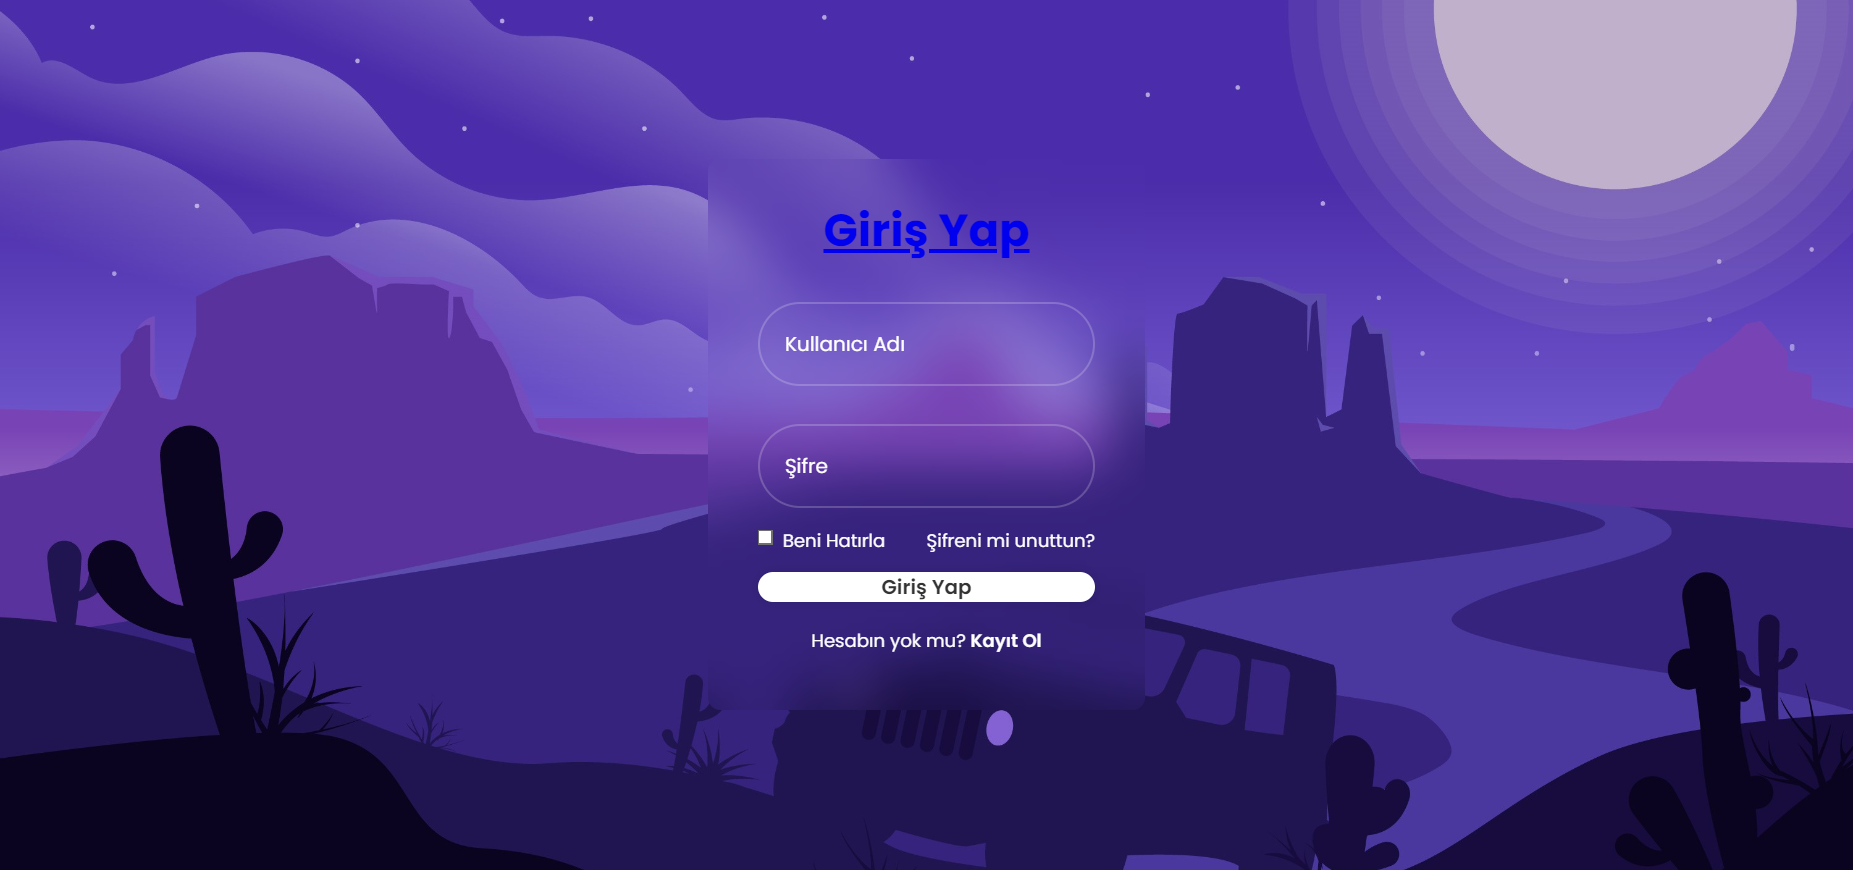 Giriş Yap
Kullanıcı Adı
Şifre
Beni Hatırla Şifreni mi unuttun?
Giriş Yap
Hesabın yok mu? Kayıt Ol